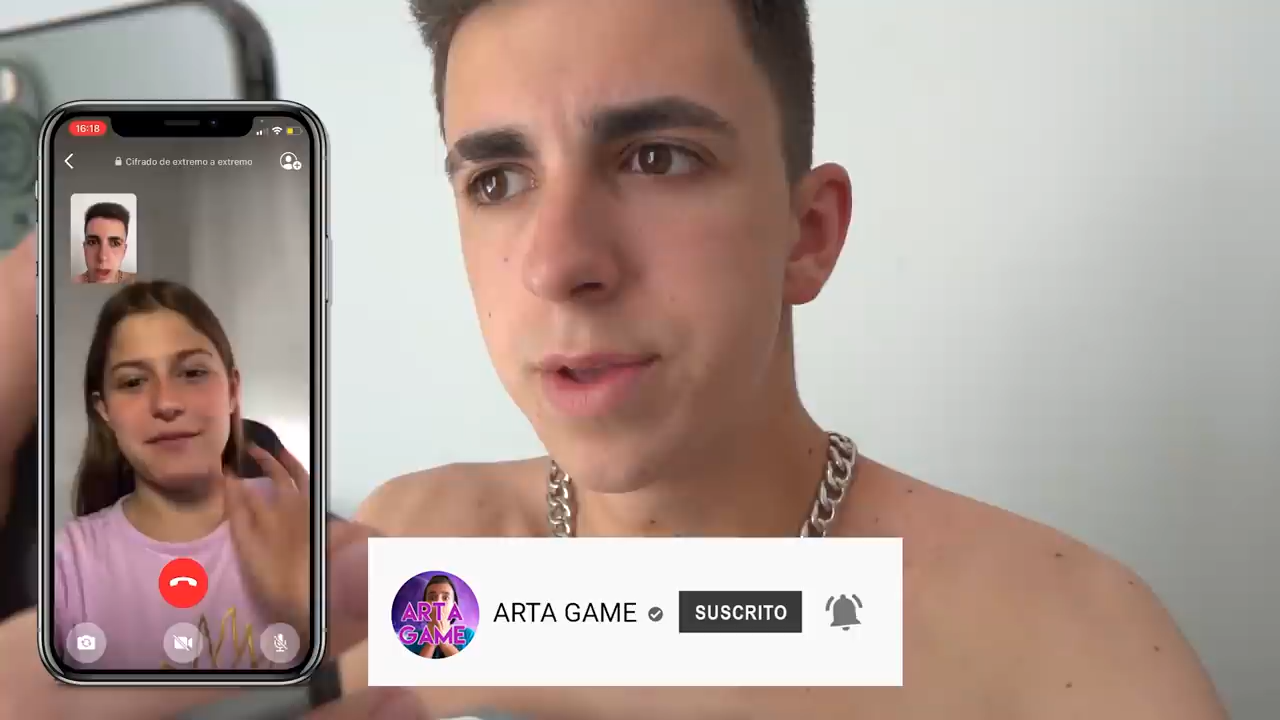 16:18
Cifrado de extremo a extremo
ARTA
GAME
ARTA GAME
SUSCRITO